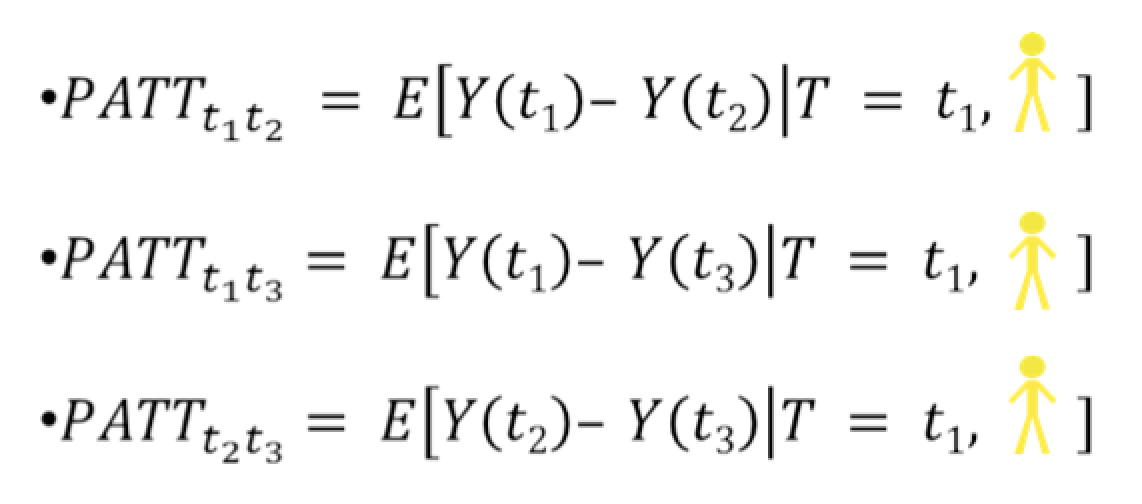 •PATT_{t₁t₂} = E[Y(t₁)– Y(t₂)|T = t₁, ]
•PATT_{t₁t₃} = E[Y(t₁)– Y(t₃)|T = t₁, ]
•PATT_{t₂t₃} = E[Y(t₂)– Y(t₃)|T = t₁, ]